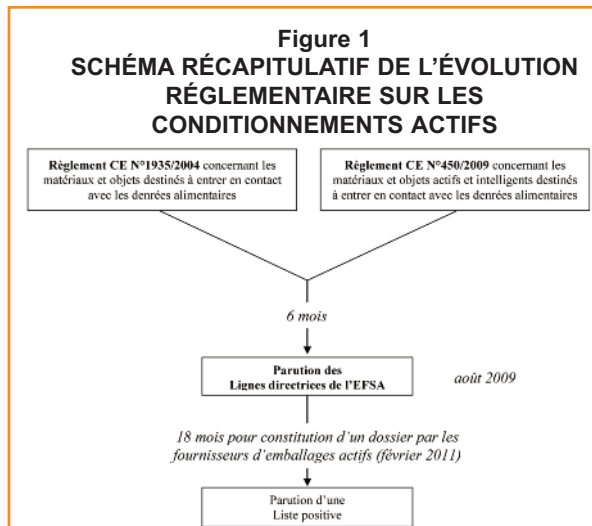 Figure 1
SCHÉMA RÉCAPITULATIF DE L’ÉVOLUTION
RÉGLEMENTAIRE SUR LES
CONDITIONNEMENTS ACTIFS
Règlement CE N°1935/2004 concernant les
matériaux et objets destinés à entrer en contact
avec les denrées alimentaires
Règlement CE N°450/2009 concernant les
matériaux et objets actifs et intelligents destinés
à entrer en contact avec les denrées alimentaires
6 mois
Parution des
Lignes directrices de l’EFSA
août 2009
18 mois pour constitution d’un dossier par les
fournisseurs d’emballages actifs (février 2011)
Parution d’une
Liste positive